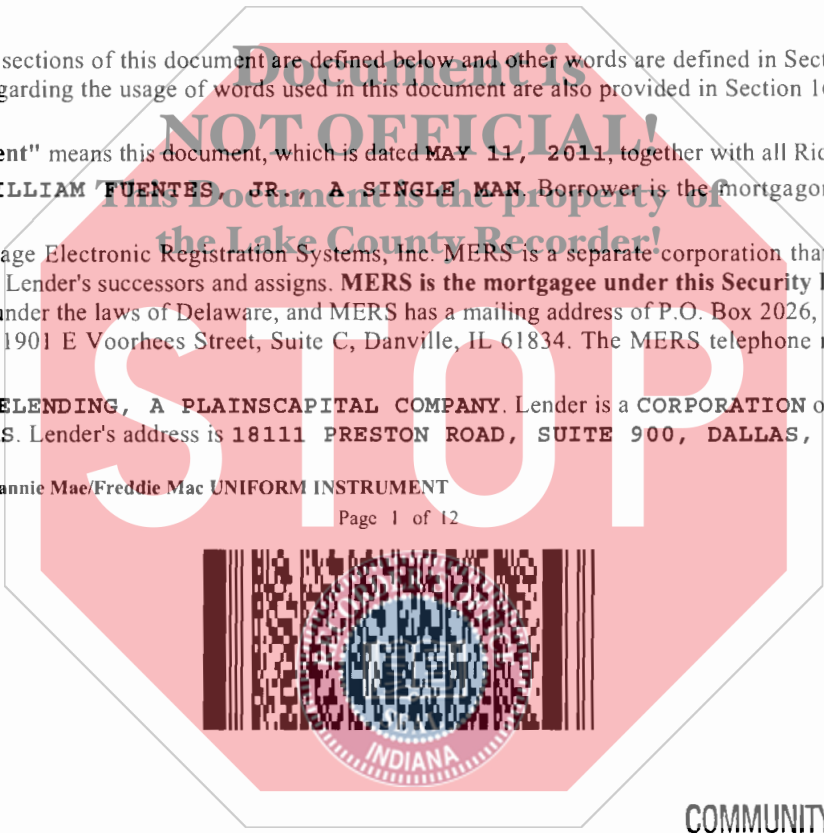 sections of this document are defined below and other words are defined in Sect
garding the usage of words used in this document are also provided in Section 16
Document is
NOT OFFICIAL!
This Document is the property of
the Lake County Recorder!
ent" means this document, which is dated MAY 11, 2011, together with all Rid
ILLIAM FUENTES, JR., A SINGLE MAN. Borrower is the mortgagor
age Electronic Registration Systems, Inc. MERS is a separate corporation tha
Lender's successors and assigns. MERS is the mortgagee under this Security I
under the laws of Delaware, and MERS has a mailing address of P.O. Box 2026,
1901 E Voorhees Street, Suite C, Danville, IL 61834. The MERS telephone n
STOP
ELENDING, A PLAINSCAPITAL COMPANY. Lender is a CORPORATION o
S. Lender's address is 18111 PRESTON ROAD, SUITE 900, DALLAS,
annie Mae/Freddie Mac UNIFORM INSTRUMENT
Page 1 of 12
SEAL
INDIANA
COMMUNITY